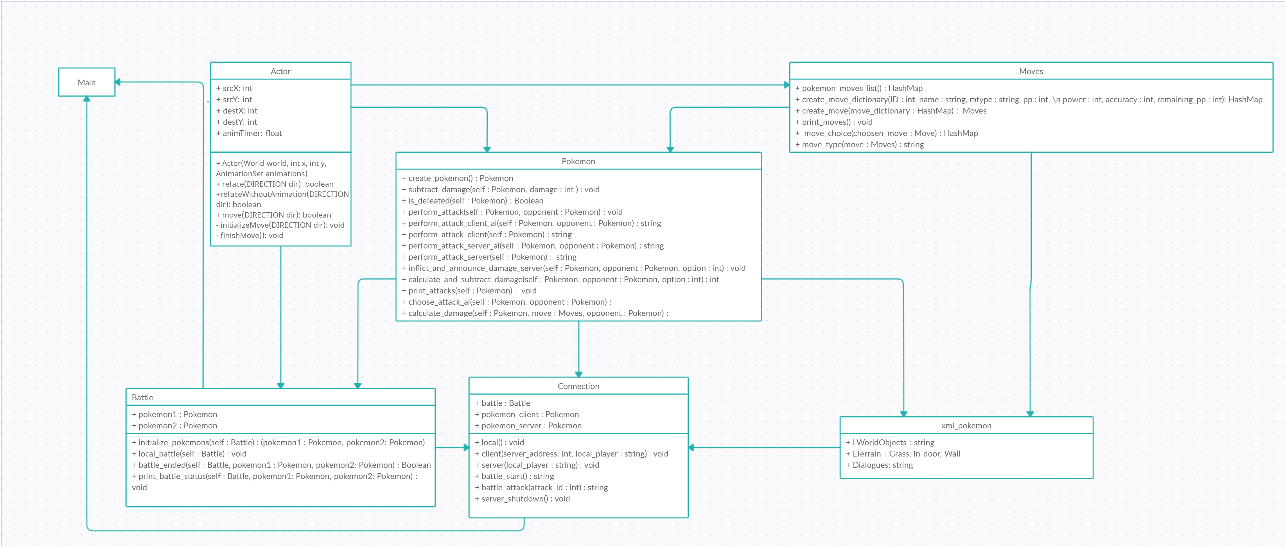 Main
Actor
+ srcX: int
+ srcY: int
+ destX: int
+ destY: int
+ animTimer: float
+ Actor(World world, int x, int y,
AnimationSet animations)
+ reface(DIRECTION dir): boolean
+refaceWithoutAnimation(DIRECTION
dir): boolean
+ move(DIRECTION dir): boolean
- initializeMove(DIRECTION dir): void
- finishMove(): void
Moves
+ pokemon_moves_list() : HashMap
+ create_move_dictionary(ID : int, name : string, mtype : string, pp : int, \n power : int, accuracy : int, remaining_pp : int): HashMap
+ create_move(move_dictionary : HashMap) : Moves
+ print_moves() : void
+ move_choice(choosen_move : Move) : HashMap
+ move_type(move : Moves) : string
Pokemon
+ create_pokemon() : Pokemon
+ subtract_damage(self : Pokemon, damage : int ) : void
+ is_defeated(self : Pokemon) : Boolean
+ perform_attack(self : Pokemon, opponent : Pokemon) : void
+ perform_attack_client_ai(self : Pokemon, opponent : Pokemon) : string
+ perform_attack_client(self : Pokemon) : string
+ perform_attack_server_ai(self : Pokemon, opponent : Pokemon) : string
+ perform_attack_server(self : Pokemon) : string
+ inflict_and_announce_damage_server(self : Pokemon, opponent : Pokemon, option : int) : void
+ calculate_and_subtract_damage(self : Pokemon, opponent : Pokemon, option : int) : int
+ print_attacks(self : Pokemon) : void
+ choose_attack_ai(self : Pokemon, opponent : Pokemon) :
+ calculate_damage(self : Pokemon, move : Moves, opponent : Pokemon) :
Battle
+ pokemon1 : Pokemon
+ pokemon2 : Pokemon
+ initialize_pokemons(self : Battle) : (pokemon1 : Pokemon, pokemon2: Pokemon)
+ local_battle(self : Battle) : void
+ battle_ended(self : Battle, pokemon1 : Pokemon, pokemon2: Pokemon) : Boolean
+ print_battle_status(self : Battle, pokemon1: Pokemon, pokemon2: Pokemon) :
void
Connection
+ battle : Battle
+ pokemon_client : Pokemon
+ pokemon_server : Pokemon
+ local() : void
+ client(server_address: int, local_player : string) : void
+ server(local_player : string) : void
+ battle_start() : string
+ battle_attack(attack_id : int) : string
+ server_shutdown() : void
xml_pokemon
+ LWorldObjects : string
+ LTerrain : Grass, In_door, Wall
+ Dialogues: string